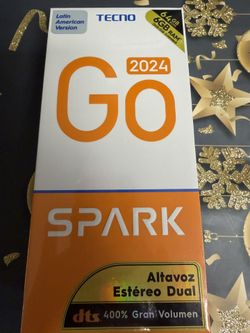 Latin
American
Version
TECNO
64GB
6GB RAM*
2024
Go
SPARK
Altavoz
Estéreo Dual
dts 400% Gran Volumen